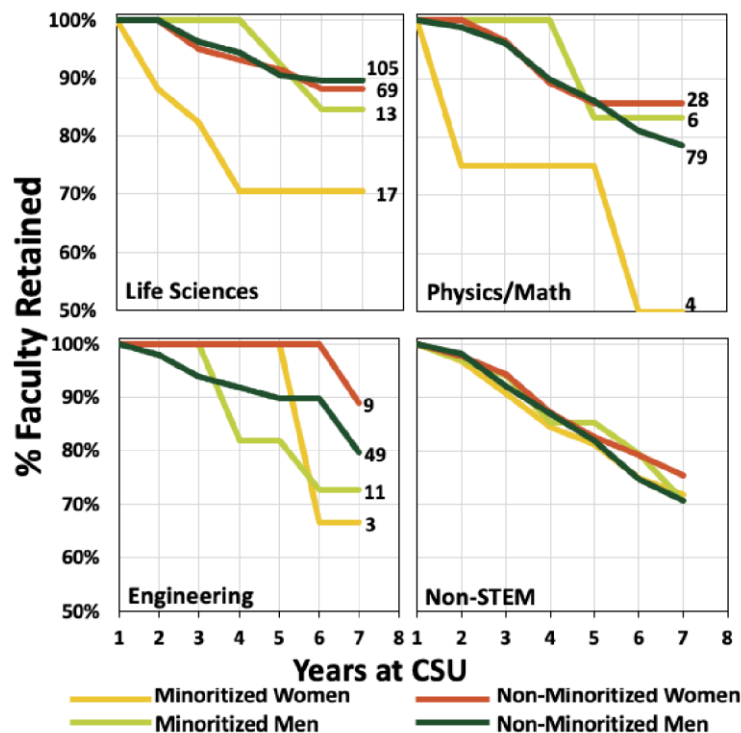 % Faculty Retained
100%
90%
80%
70%
60%
50%
105
69
13
17
Life Sciences
28
6
79
4
Physics/Math
100%
90%
80%
70%
60%
50%
9
49
11
3
Engineering
Non-STEM
1 2 3 4 5 6 7 8
1 2 3 4 5 6 7 8
Years at CSU
Minoritized Women
Non-Minoritized Women
Minoritized Men
Non-Minoritized Men